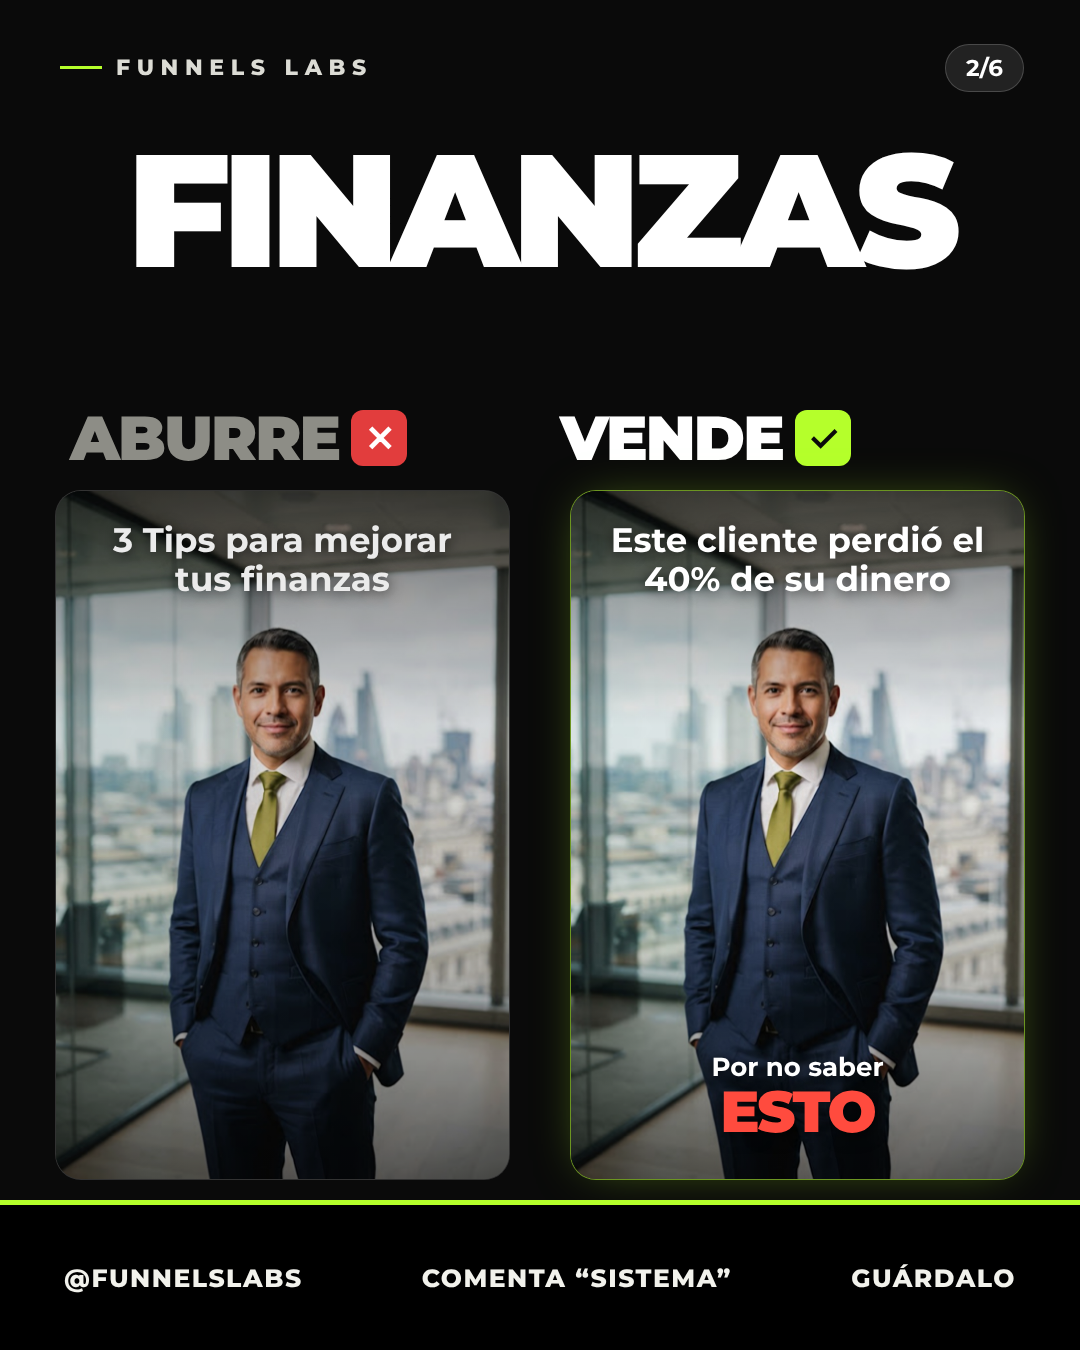 FUNNELS LABS
2/6
FINANZAS
ABURRE
VENDE
3 Tips para mejorar
tus finanzas
Este cliente perdió el
40% de su dinero
Por no saber
ESTO
@FUNNELSLABS
COMENTA “SISTEMA”
GUÁRDALO